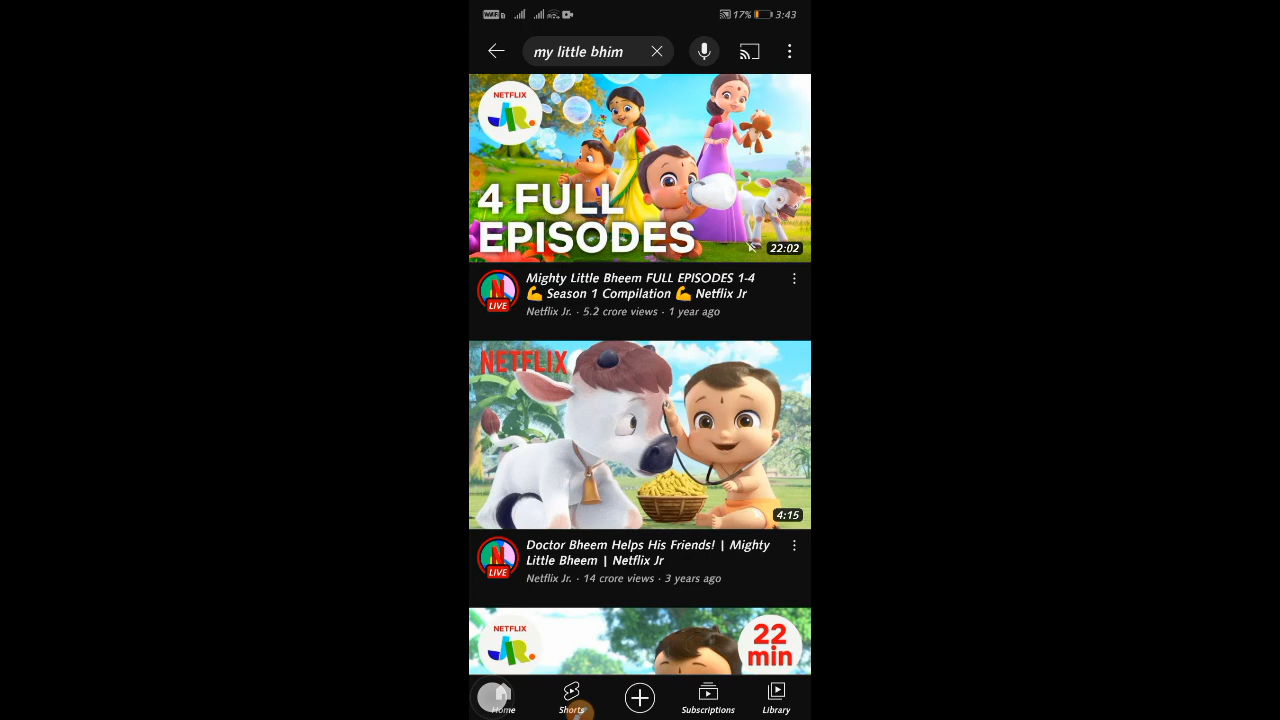 17% 3:43
my little bhim
NETFLIX
JR.
4 FULL
EPISODES
22:02
Mighty Little Bheem FULL EPISODES 1-4
💪 Season 1 Compilation 💪 Netflix Jr
LIVE
Netflix Jr. · 5.2 crore views · 1 year ago
NETFLIX
4:15
Doctor Bheem Helps His Friends! | Mighty
Little Bheem | Netflix Jr
LIVE
Netflix Jr. · 14 crore views · 3 years ago
NETFLIX
JR.
22
min
Home Shorts Subscriptions Library